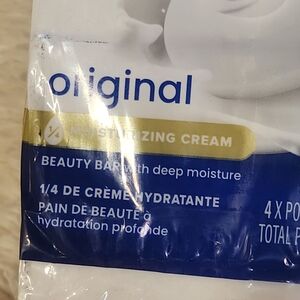 original
1/4 MOISTURIZING CREAM
BEAUTY BAR with deep moisture
1/4 DE CRÈME HYDRATANTE
PAIN DE BEAUTÉ à
hydratation profonde
4 X
TOTAL